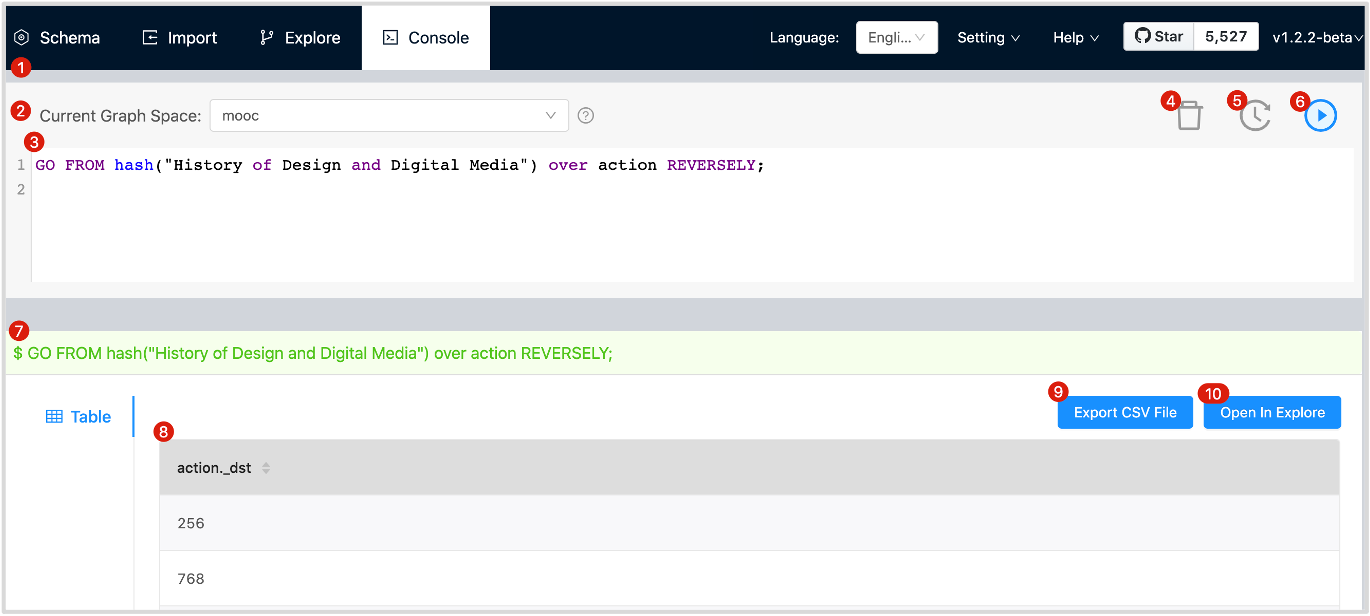 Schema Import Explore Console Language: Engli... Setting Help Star 5,527 v1.2.2-beta
1
2 Current Graph Space: mooc ? 4 5 6
3
1 GO FROM hash("History of Design and Digital Media") over action REVERSELY;
2
7
$ GO FROM hash("History of Design and Digital Media") over action REVERSELY;
9 10
Table Export CSV File Open In Explore
8
action._dst
256
768